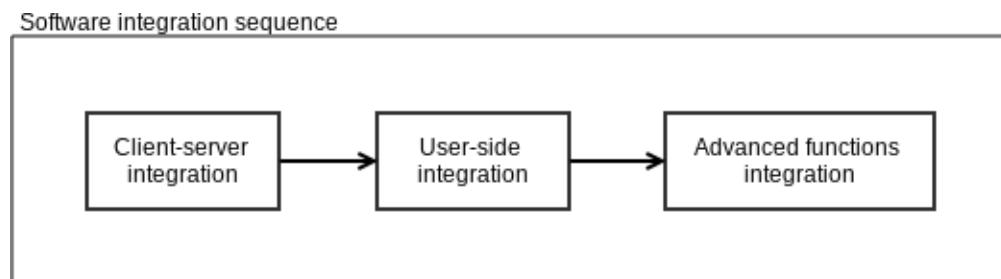 Software integration sequence
Client-server
integration
User-side
integration
Advanced functions
integration